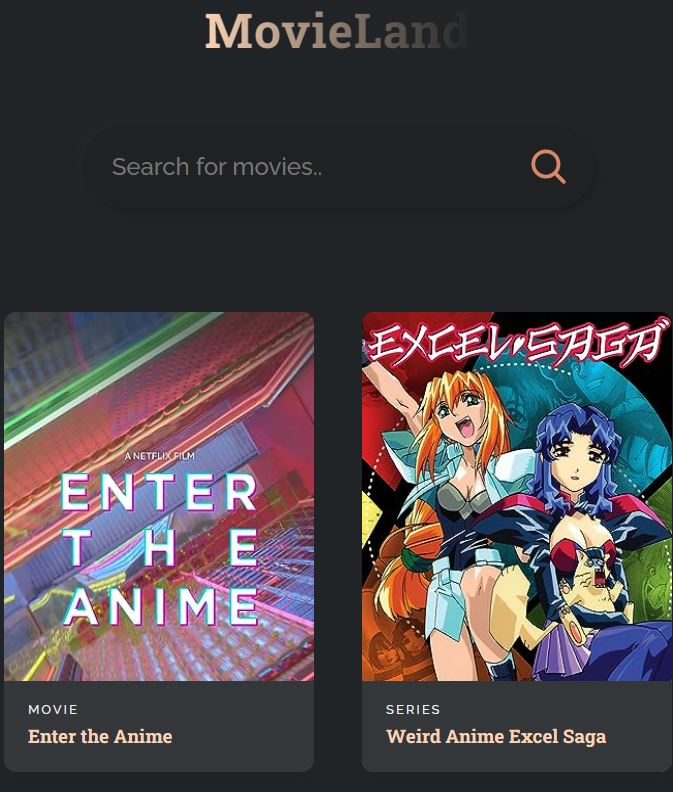 MovieLand
Search for movies..
A NETFLIX FILM
ENTER
THE
ANIME
EXCEL♥SAGA
MOVIE
Enter the Anime
SERIES
Weird Anime Excel Saga